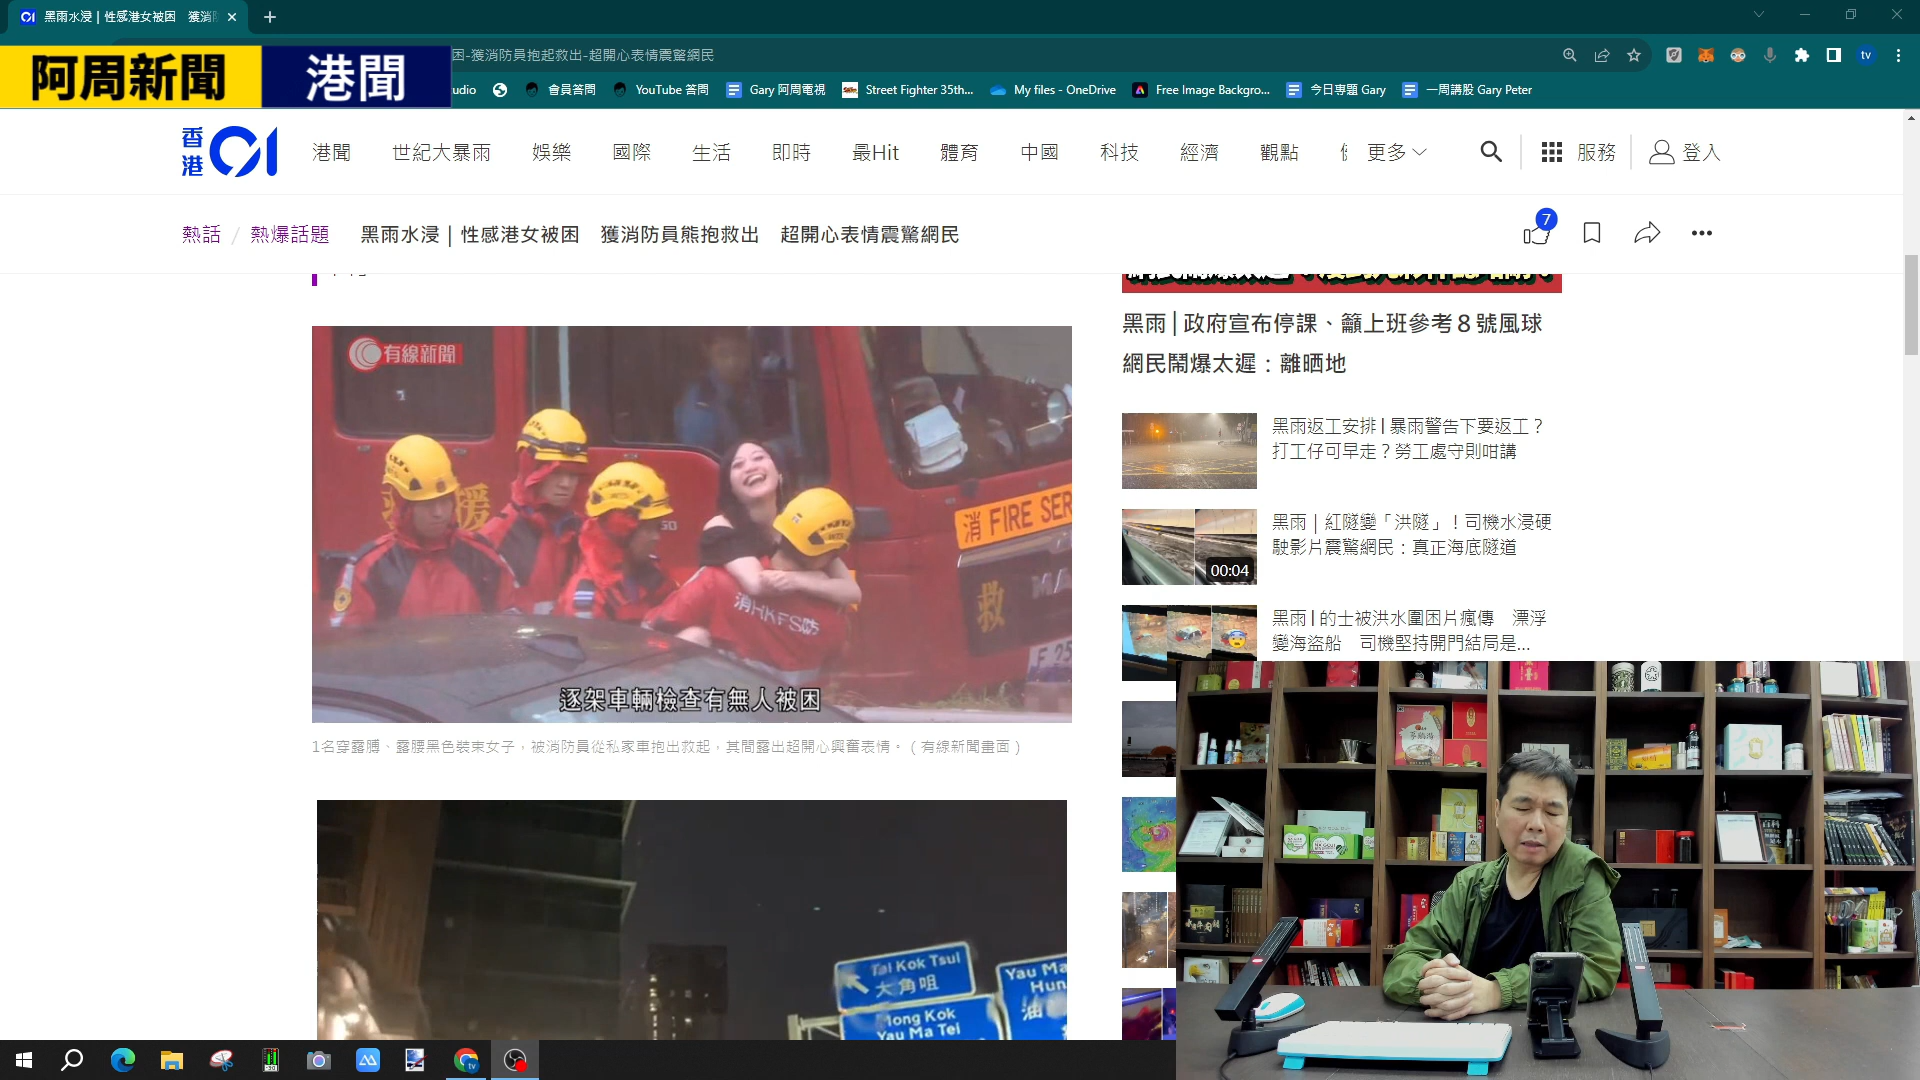 黑雨水浸｜性感港女被困　獲消
阿周新聞
港聞
困-獲消防員抱起救出-超開心表情震驚網民
tv
udio
會員答問
YouTube 答問
Gary 阿周電視
Street Fighter 35th...
My files - OneDrive
Free Image Backgro...
今日專題 Gary
一周講股 Gary Peter
香港01
港聞
世紀大暴雨
娛樂
國際
生活
即時
最Hit
體育
中國
科技
經濟
觀點
更多
服務
登入
熱話 / 熱爆話題
黑雨水浸｜性感港女被困　獲消防員熊抱救出　超開心表情震驚網民
7
有線新聞
消 FIRE SER
救
消HKFS防
逐架車輛檢查有無人被困
1名穿露膊、露腰黑色裝束女子，被消防員從私家車抱出救起，其間露出超開心興奮表情。（有線新聞畫面）
Tai Kok Tsui
大角咀
Mong Kok
Yau Ma Tei
Yau Ma
油
黑雨│政府宣布停課、籲上班參考８號風球
網民鬧爆太遲：離晒地
黑雨返工安排│暴雨警告下要返工？
打工仔可早走？勞工處守則咁講
00:04
黑雨｜紅隧變「洪隧」！司機水浸硬
駛影片震驚網民：真正海底隧道
黑雨│的士被洪水圍困片瘋傳　漂浮
變海盜船　司機堅持開門結局是...